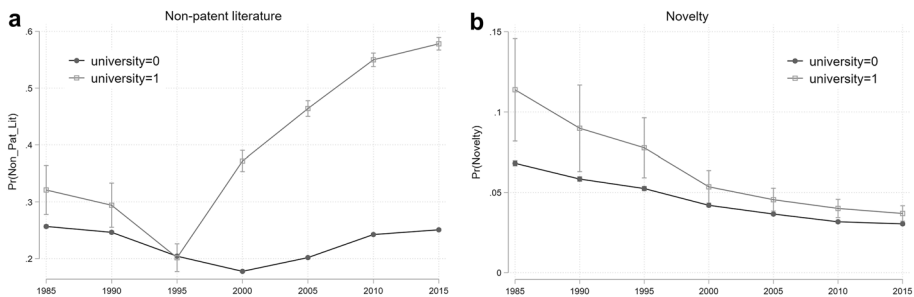 a
Non-patent literature
.6
.5
.4
.3
.2
Pr(Non_Pat_Lit)
university=0
university=1
1985 1990 1995 2000 2005 2010 2015
b
Novelty
.15
.1
.05
0
Pr(Novelty)
university=0
university=1
1985 1990 1995 2000 2005 2010 2015